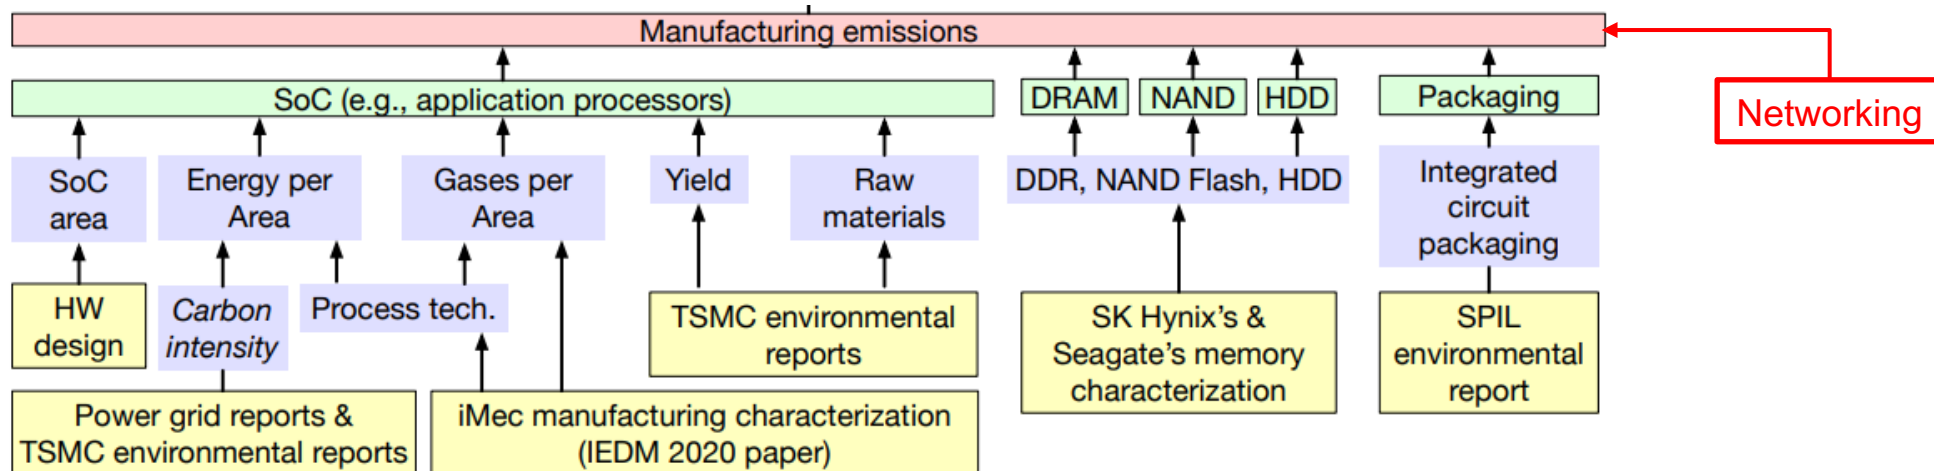 Manufacturing emissions
SoC (e.g., application processors)
DRAM
NAND
HDD
Packaging
Networking
SoC
area
Energy per
Area
Gases per
Area
Yield
Raw
materials
DDR, NAND Flash, HDD
Integrated
circuit
packaging
HW
design
Carbon
intensity
Process tech.
TSMC environmental
reports
SK Hynix's &
Seagate's memory
characterization
SPIL
environmental
report
Power grid reports &
TSMC environmental reports
iMec manufacturing characterization
(IEDM 2020 paper)